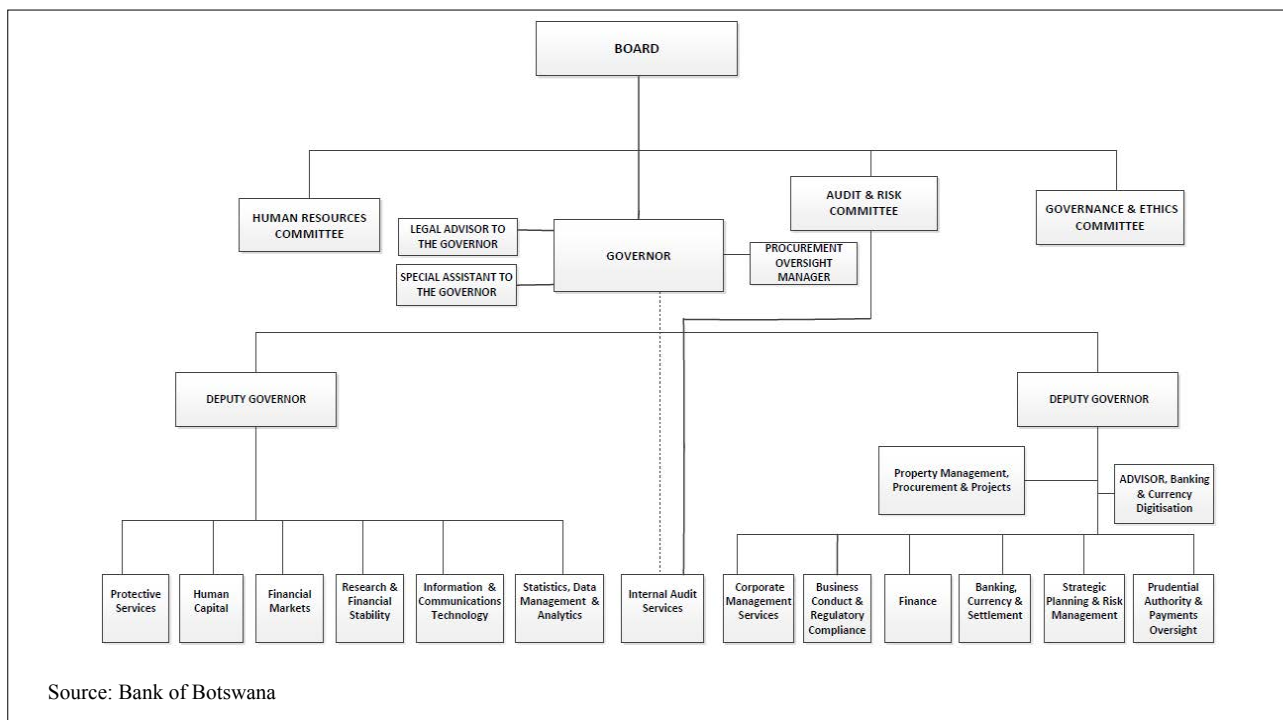 BOARD
HUMAN RESOURCES
COMMITTEE
AUDIT & RISK
COMMITTEE
GOVERNANCE & ETHICS
COMMITTEE
LEGAL ADVISOR TO
THE GOVERNOR
SPECIAL ASSISTANT TO
THE GOVERNOR
GOVERNOR
PROCUREMENT
OVERSIGHT
MANAGER
DEPUTY GOVERNOR
DEPUTY GOVERNOR
Property Management,
Procurement & Projects
ADVISOR, Banking
& Currency
Digitisation
Protective
Services
Human
Capital
Financial
Markets
Research &
Financial
Stability
Information &
Communications
Technology
Statistics, Data
Management &
Analytics
Internal Audit
Services
Corporate
Management
Services
Business
Conduct &
Regulatory
Compliance
Finance
Banking,
Currency &
Settlement
Strategic
Planning & Risk
Management
Prudential
Authority &
Payments
Oversight
Source: Bank of Botswana